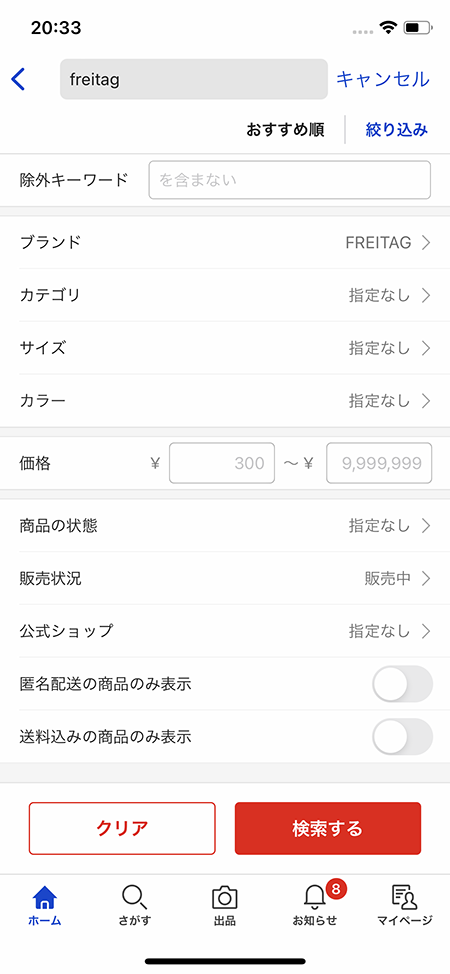 20:33
freitag キャンセル
おすすめ順 絞り込み
除外キーワード を含まない
ブランド FREITAG
カテゴリ 指定なし
サイズ 指定なし
カラー 指定なし
価格 ¥ 300 〜 ¥ 9,999,999
商品の状態 指定なし
販売状況 販売中
公式ショップ 指定なし
匿名配送の商品のみ表示
送料込みの商品のみ表示
クリア 検索する
8
ホーム さがす 出品 お知らせ マイページ